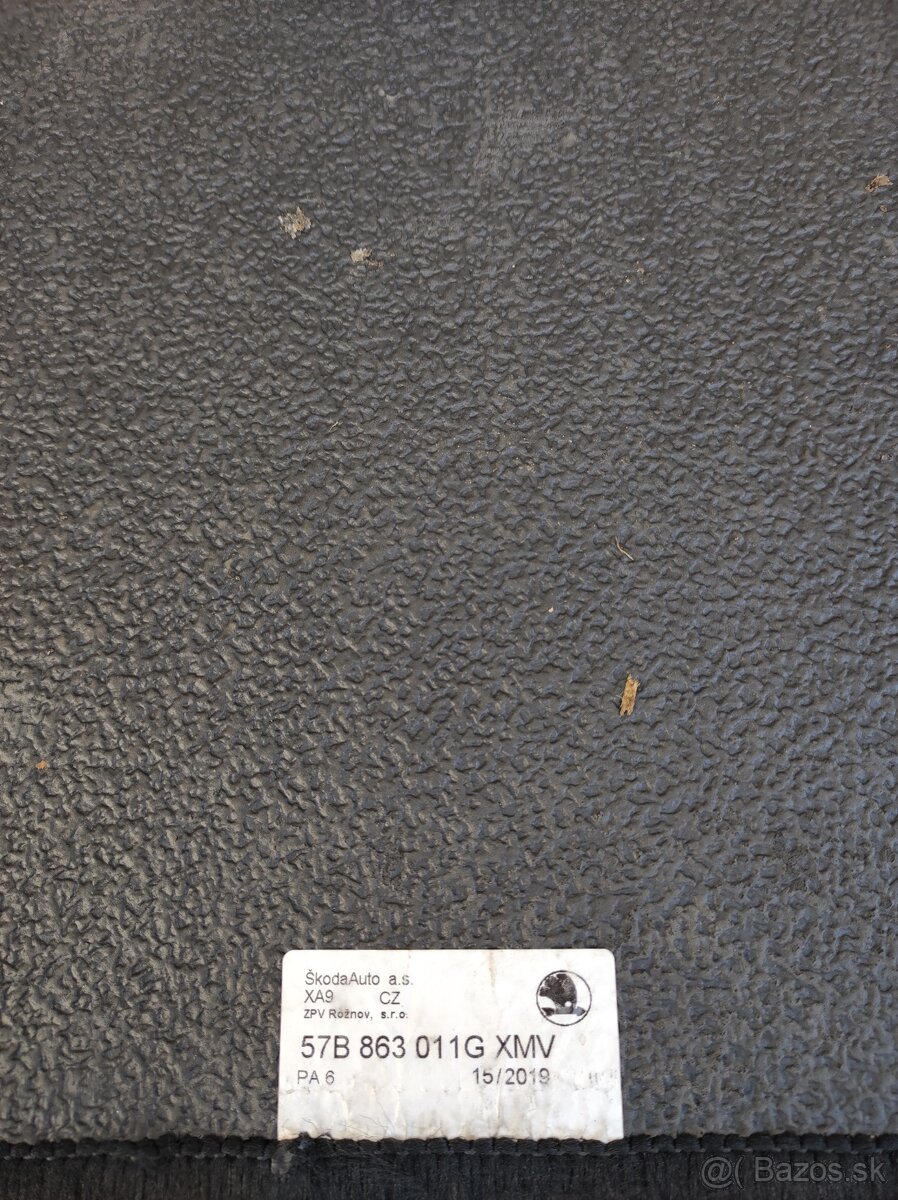 ŠkodaAuto a.s.
XA9 CZ
ZPV Rožnov, s.r.o.
57B 863 011G XMV
PA 6 15/2019
@( Bazos.sk